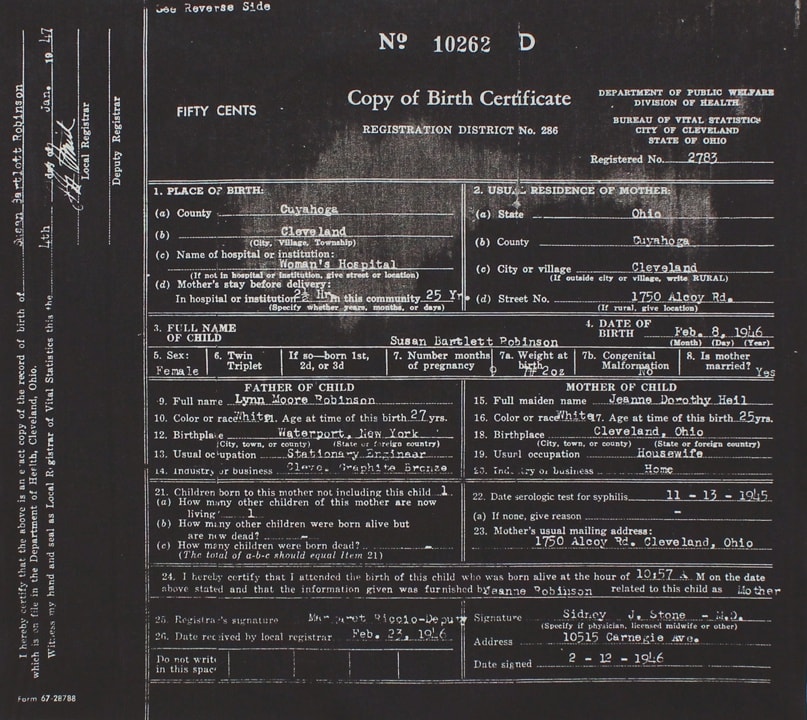 See Reverse Side
Nº 10262 D
FIFTY CENTS
Copy of Birth Certificate
REGISTRATION DISTRICT No. 286
DEPARTMENT OF PUBLIC WELFARE
DIVISION OF HEALTH
BUREAU OF VITAL STATISTICS
CITY OF CLEVELAND
STATE OF OHIO
Registered No. 2783
1. PLACE OF BIRTH:
(a) County Cuyahoga
(b) Cleveland
(City, Village, Township)
(c) Name of hospital or institution:
Woman's Hospital
(If not in hospital or institution, give street or location)
(d) Mother's stay before delivery:
In hospital or institution 2½ Hr. In this community 25 Yr.
(Specify whether years, months, or days)
2. USUAL RESIDENCE OF MOTHER:
(a) State Ohio
(b) County Cuyahoga
(c) City or village Cleveland
(If outside city or village, write RURAL)
(d) Street No. 1750 Alcoy Rd.
(If rural, give location)
3. FULL NAME
OF CHILD Susan Bartlett Robinson
4. DATE OF
BIRTH Feb. 8, 1946
(Month) (Day) (Year)
5. Sex:
Female
6. Twin
Triplet
If so—born 1st,
2d, or 3d
7. Number months
of pregnancy 9
7a. Weight at
birth 7# 2oz
7b. Congenital
Malformation No
8. Is mother
married? Yes
FATHER OF CHILD
9. Full name Lynn Moore Robinson
10. Color or race White 11. Age at time of this birth 27 yrs.
12. Birthplace Waterport, New York
(City, town, or county) (State or foreign country)
13. Usual occupation Stationary Engineer
14. Industry or business Cleve. Graphite Bronze
MOTHER OF CHILD
15. Full maiden name Jeanne Dorothy Heil
16. Color or race White 17. Age at time of this birth 25 yrs.
18. Birthplace Cleveland, Ohio
(City, town, or county) (State or foreign country)
19. Usual occupation Housewife
20. Industry or business Home
21. Children born to this mother not including this child 1
(a) How many other children of this mother are now
living 1
(b) How many other children were born alive but
are now dead? -
(c) How many children were born dead? -
(The total of a-b-c should equal Item 21)
22. Date serologic test for syphilis 11 - 13 - 1945
(a) If none, give reason -
23. Mother's usual mailing address:
1750 Alcoy Rd. Cleveland, Ohio
24. I hereby certify that I attended the birth of this child who was born alive at the hour of 10:57 A M on the date
above stated and that the information given was furnished by Jeanne Robinson related to this child as Mother
25. Registrar's signature Margaret Riccio-Deputy
26. Date received by local registrar Feb. 23, 1946
Do not write
in this space
Signature Sidney J. Stone - M.D.
(Specify if physician, licensed midwife or other)
Address 10515 Carnegie Ave.
Date signed 2 - 12 - 1946
I hereby certify that the above is an exact copy of the record of birth of Susan Bartlett Robinson
which is on file in the Department of Health, Cleveland, Ohio.
Witness my hand and seal as Local Registrar of Vital Statistics this the 4th day of Jan. 1947
Local Registrar
Deputy Registrar
Form 67-28788